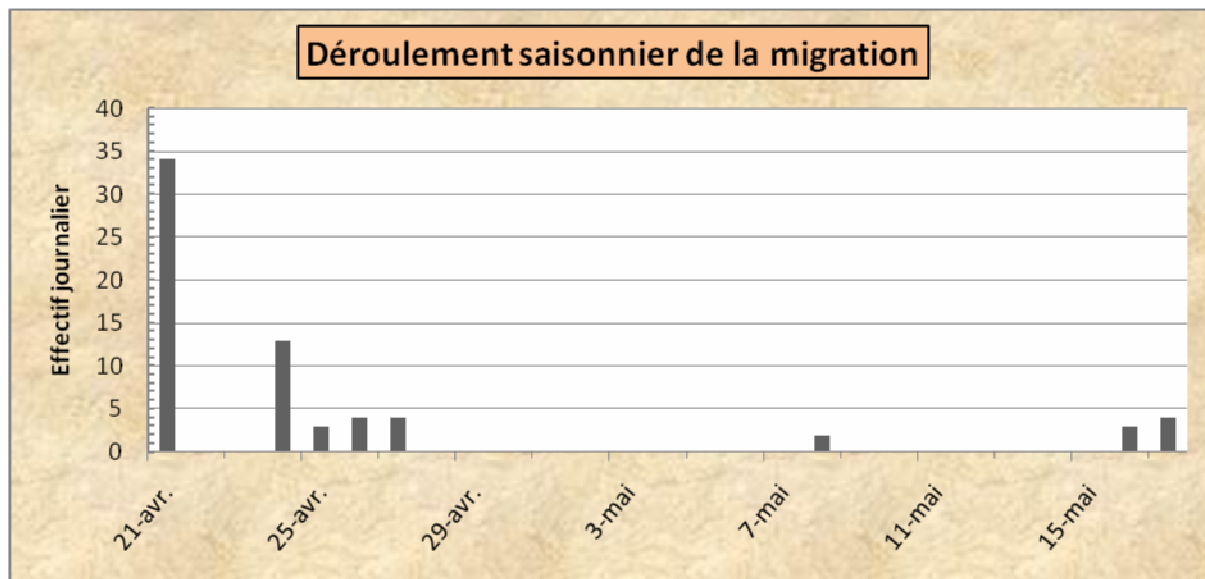 Déroulement saisonnier de la migration
Effectif journalier
40
35
30
25
20
15
10
5
0
21-avr.
25-avr.
29-avr.
3-mai
7-mai
11-mai
15-mai